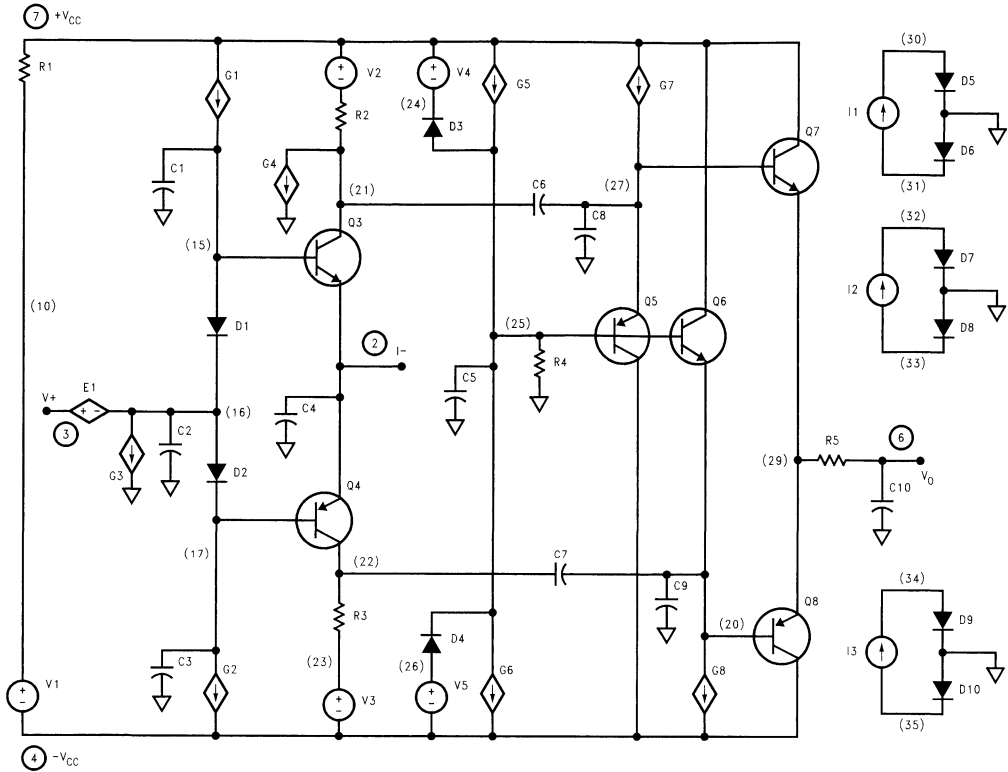 7 +VCC
(30)
R1
G1
V2
V4
G5
G7
D5
(24)
I1
Q7
R2
D3
D6
G4
C1
C6
(27)
(31)
(21)
C8
(32)
Q3
(15)
D7
I2
(10)
Q5
Q6
D1
(25)
D8
2 I-
R4
(33)
C5
E1
V+
C4
(16)
3
C2
R5
6
G3
D2
(29)
VO
C10
Q4
(17)
(22)
C7
(34)
C9
Q8
R3
D9
D4
(20)
(23)
I3
C3
(26)
G2
G6
G8
D10
V1
V3
V5
(35)
4 -VCC